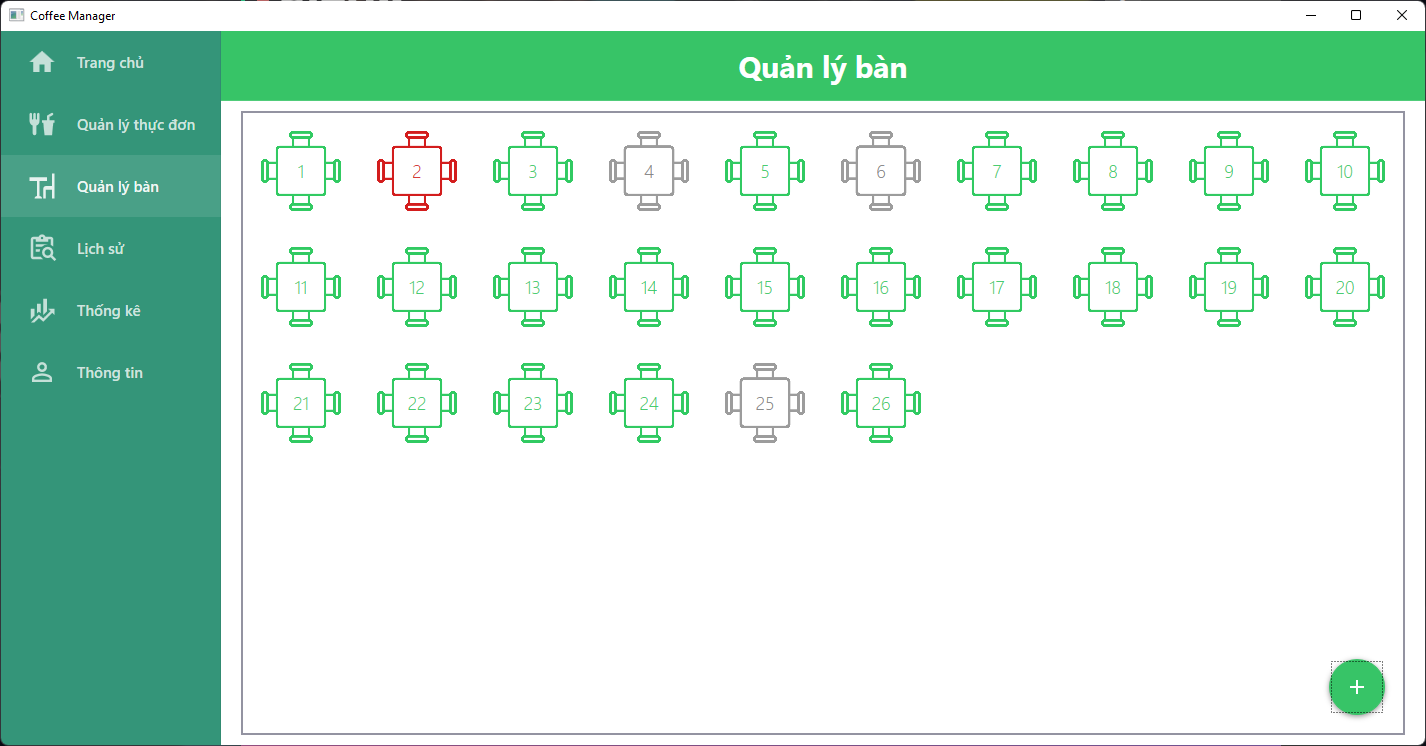 Coffee Manager
Trang chủ
Quản lý thực đơn
Quản lý bàn
Lịch sử
Thống kê
Thông tin
Quản lý bàn
1 2 3 4 5 6 7 8 9 10
11 12 13 14 15 16 17 18 19 20
21 22 23 24 25 26
+